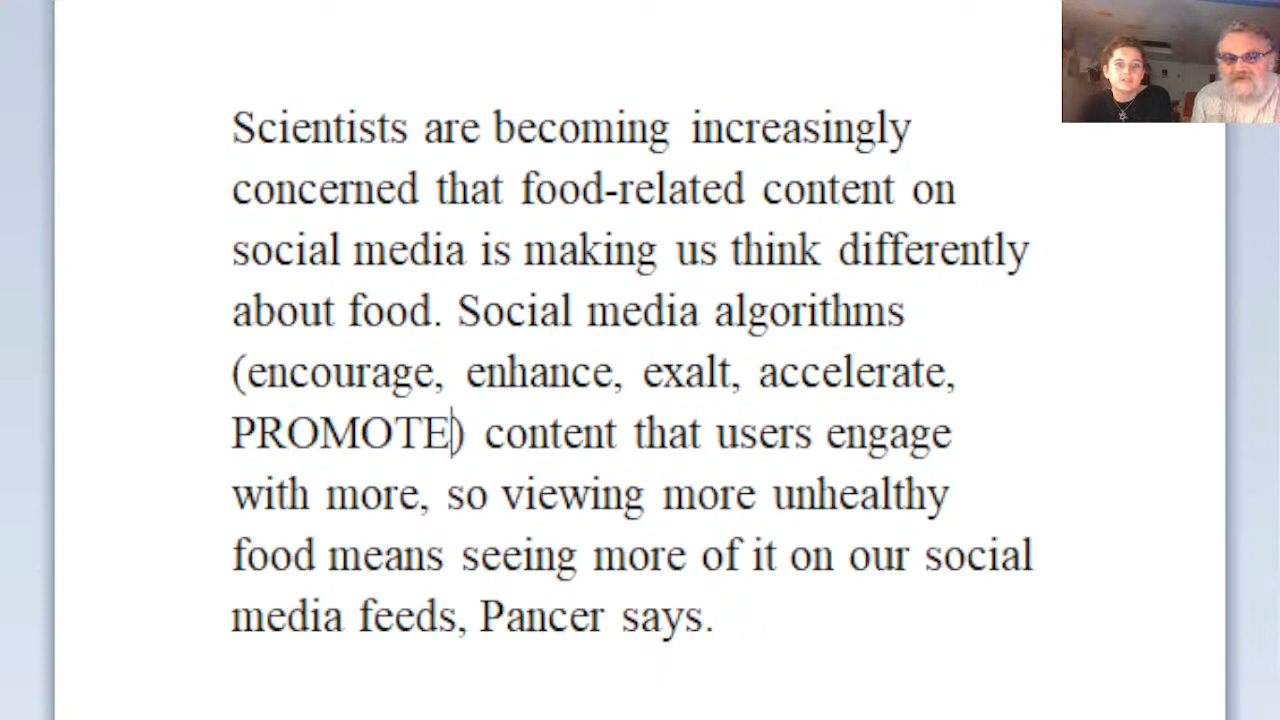 Scientists are becoming increasingly
concerned that food-related content on
social media is making us think differently
about food. Social media algorithms
(encourage, enhance, exalt, accelerate,
PROMOTE) content that users engage
with more, so viewing more unhealthy
food means seeing more of it on our social
media feeds, Pancer says.